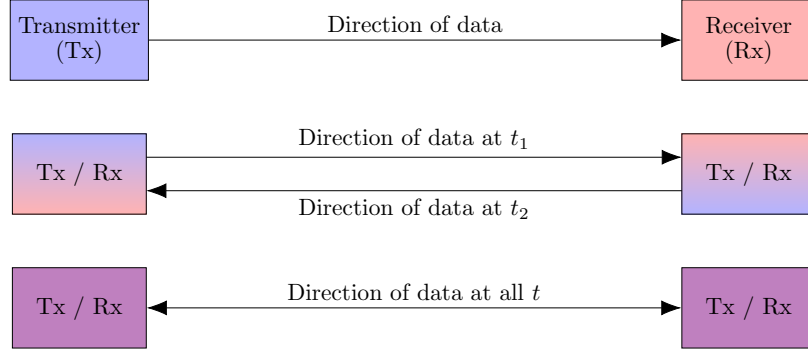 Transmitter
(Tx)
Direction of data
Receiver
(Rx)
Tx / Rx
Direction of data at t₁
Direction of data at t₂
Tx / Rx
Tx / Rx
Direction of data at all t
Tx / Rx